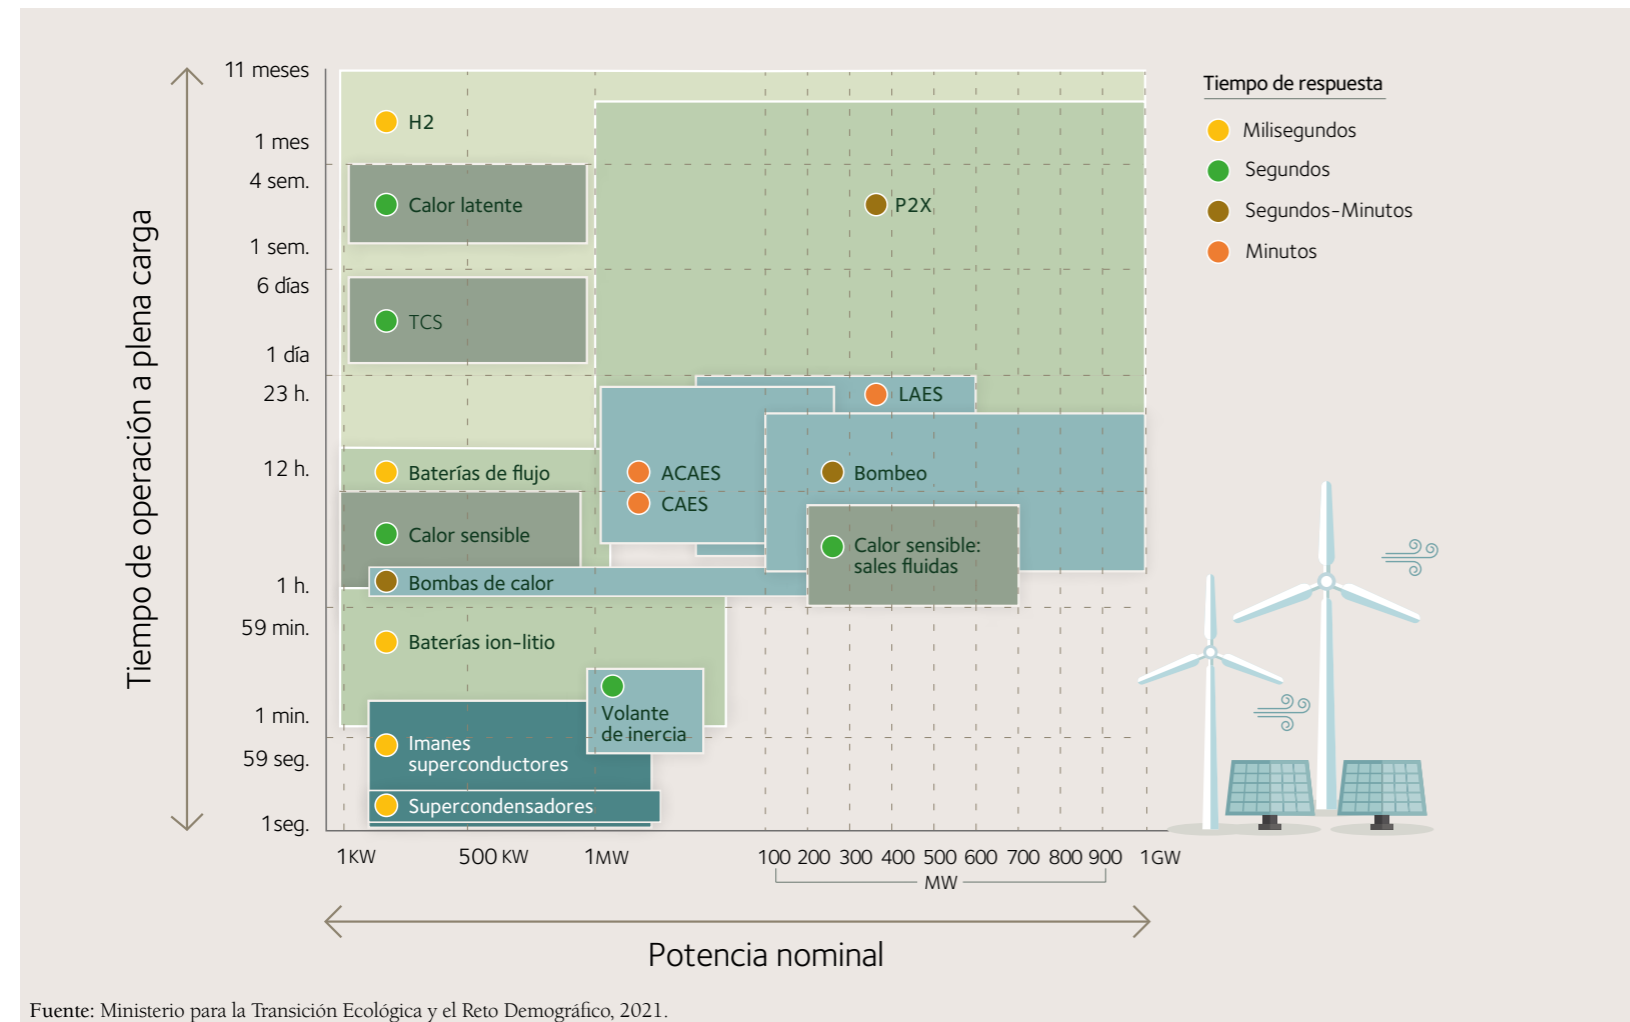 11 meses
1 mes
4 sem.
1 sem.
6 días
1 día
23 h.
12 h.
1 h.
59 min.
1 min.
59 seg.
1seg.
Tiempo de operación a plena carga
H2
Calor latente
P2X
TCS
LAES
Baterías de flujo
ACAES
Bombeo
CAES
Calor sensible
Calor sensible:
sales fluidas
Bombas de calor
Baterías ion-litio
Volante
de inercia
Imanes
superconductores
Supercondensadores
1KW 500 KW 1MW 100 200 300 400 500 600 700 800 900 1GW
MW
Potencia nominal
Tiempo de respuesta
Milisegundos
Segundos
Segundos-Minutos
Minutos
Fuente: Ministerio para la Transición Ecológica y el Reto Demográfico, 2021.